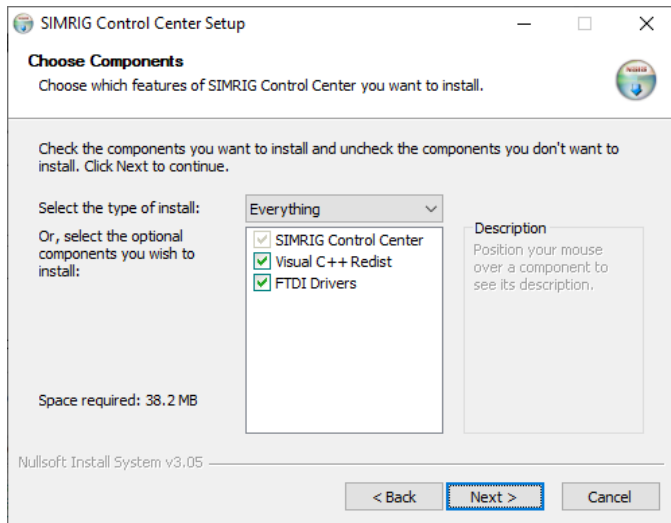 SIMRIG Control Center Setup
Choose Components
Choose which features of SIMRIG Control Center you want to install.
Check the components you want to install and uncheck the components you don't want to
install. Click Next to continue.
Select the type of install:
Everything
Or, select the optional
components you wish to
install:
SIMRIG Control Center
Visual C++ Redist
FTDI Drivers
Description
Position your mouse
over a component to
see its description.
Space required: 38.2 MB
Nullsoft Install System v3.05
< Back
Next >
Cancel